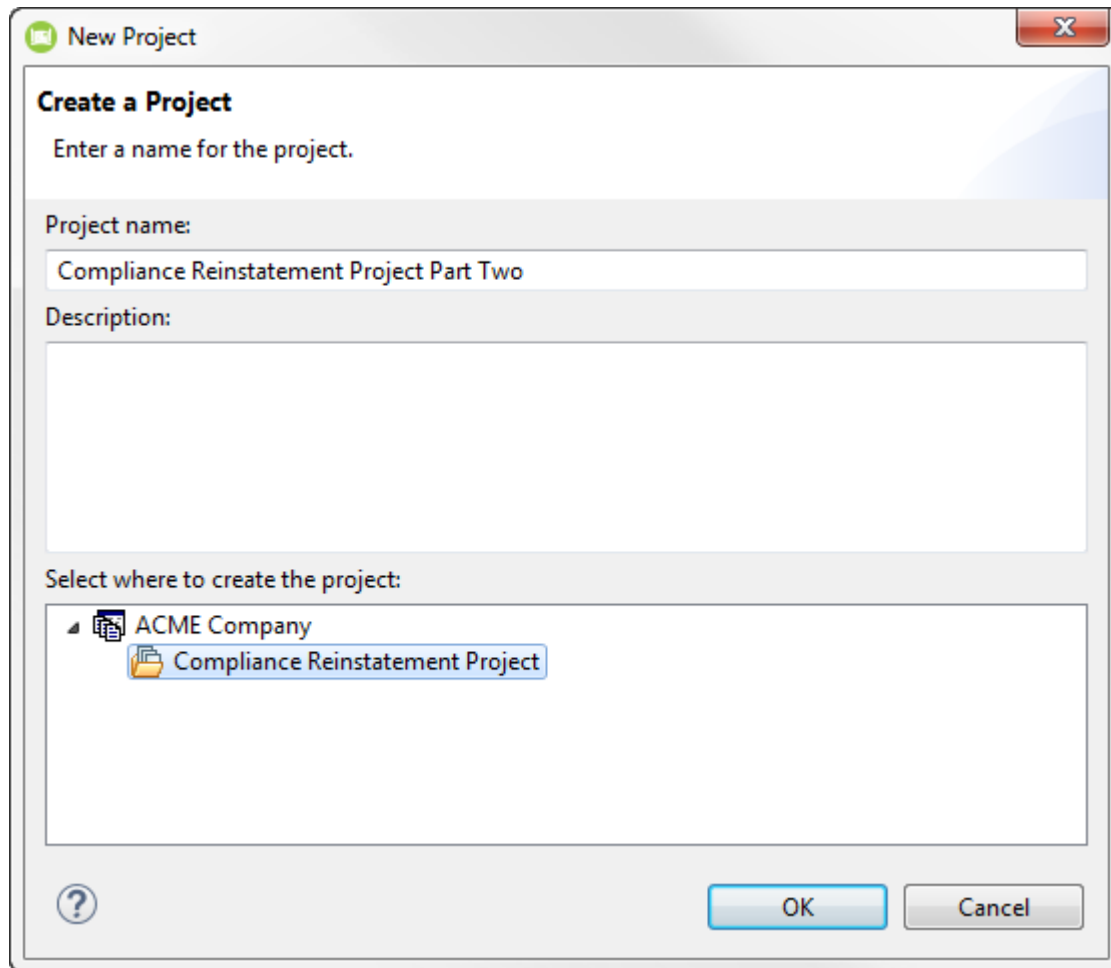 New Project
Create a Project
Enter a name for the project.
Project name:
Compliance Reinstatement Project Part Two
Description:
Select where to create the project:
ACME Company
Compliance Reinstatement Project
OK Cancel